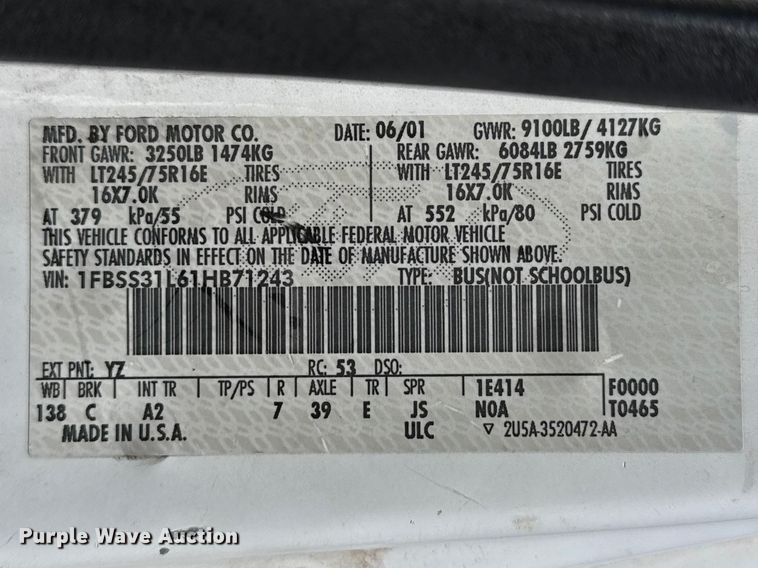 MFD. BY FORD MOTOR CO. DATE: 06/01 GVWR: 9100LB/ 4127KG
FRONT GAWR: 3250LB 1474KG REAR GAWR: 6084LB 2759KG
WITH LT245/75R16E TIRES WITH LT245/75R16E TIRES
16X7.0K RIMS 16X7.0K RIMS
AT 379 kPa/55 PSI COLD AT 552 kPa/80 PSI COLD
THIS VEHICLE CONFORMS TO ALL APPLICABLE FEDERAL MOTOR VEHICLE
SAFETY STANDARDS IN EFFECT ON THE DATE OF MANUFACTURE SHOWN ABOVE.
VIN: 1FBSS31L61HB71243 TYPE: BUS(NOT SCHOOLBUS)
EXT PNT: YZ RC: 53 DSO:
WB BRK INT TR TP/PS R AXLE TR SPR 1E414 F0000
138 C A2 7 39 E JS N0A T0465
MADE IN U.S.A. ULC ▽ 2U5A-3520472-AA
Purple Wave Auction